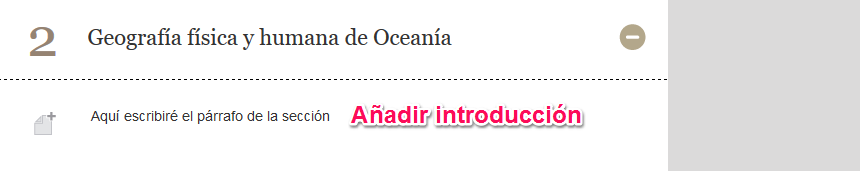 2 Geografía física y humana de Oceanía
Aquí escribiré el párrafo de la sección Añadir introducción